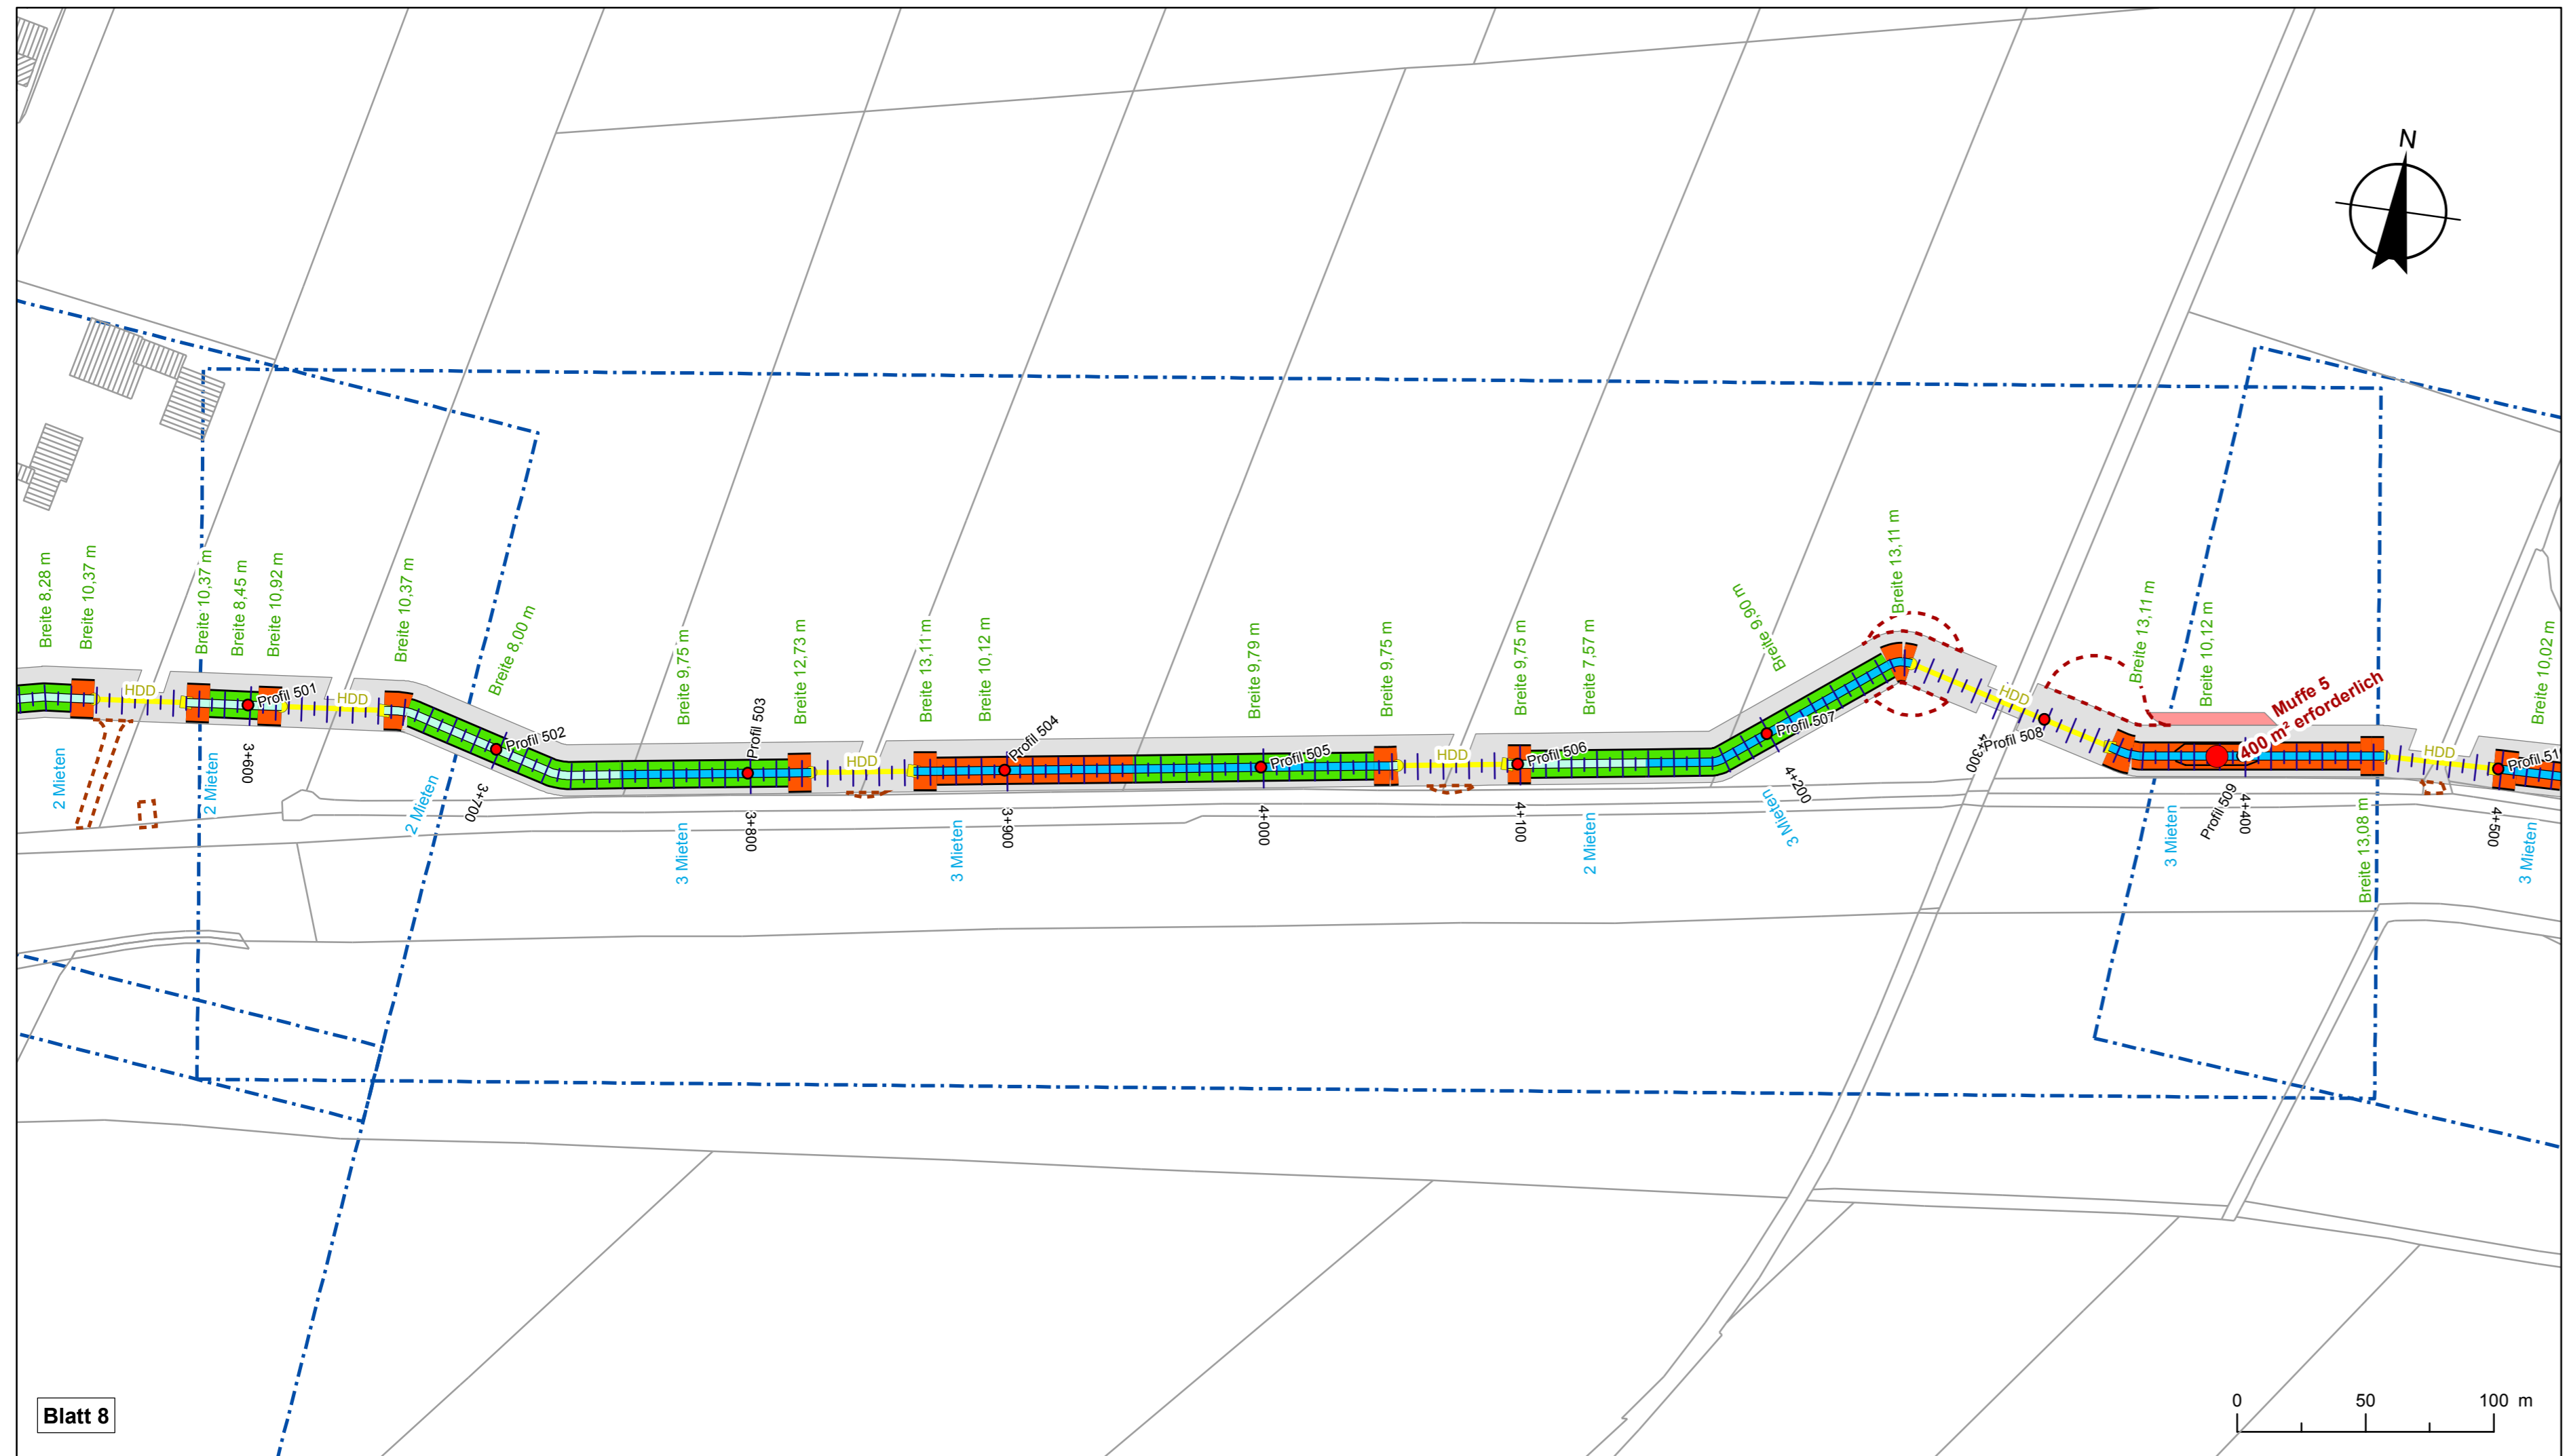 N
Breite 8,28 m
Breite 10,37 m
Breite 10,37 m
Breite 8,45 m
Breite 10,92 m
Breite 10,37 m
Breite 8,00 m
Breite 9,75 m
Breite 12,73 m
Breite 13,11 m
Breite 10,12 m
Breite 9,79 m
Breite 9,75 m
Breite 9,75 m
Breite 7,57 m
Breite 9,90 m
Breite 13,11 m
Breite 13,11 m
Breite 10,12 m
Breite 10,02 m
HDD
Profil 501
HDD
Profil 502
Profil 503
HDD
Profil 504
Profil 505
HDD
Profil 506
Profil 507
HDD
Profil 508
Muffe 5
400 m² erforderlich
HDD
2 Mieten
2 Mieten
3+600
2 Mieten
3+700
3 Mieten
3+800
3 Mieten
3+900
4+000
4+100
2 Mieten
3 Mieten
4+200
4+300
3 Mieten
Profil 509
4+400
Breite 13,08 m
4+500
3 Mieten
Blatt 8
0 50 100 m